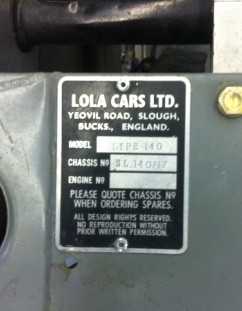 LOLA CARS LTD.
YEOVIL ROAD, SLOUGH,
BUCKS., ENGLAND.
MODEL TYPE 140
CHASSIS Nº SL 140/17
ENGINE Nº
PLEASE QUOTE CHASSIS Nº
WHEN ORDERING SPARES.
ALL DESIGN RIGHTS RESERVED.
NO REPRODUCTION WITHOUT
PRIOR WRITTEN PERMISSION.